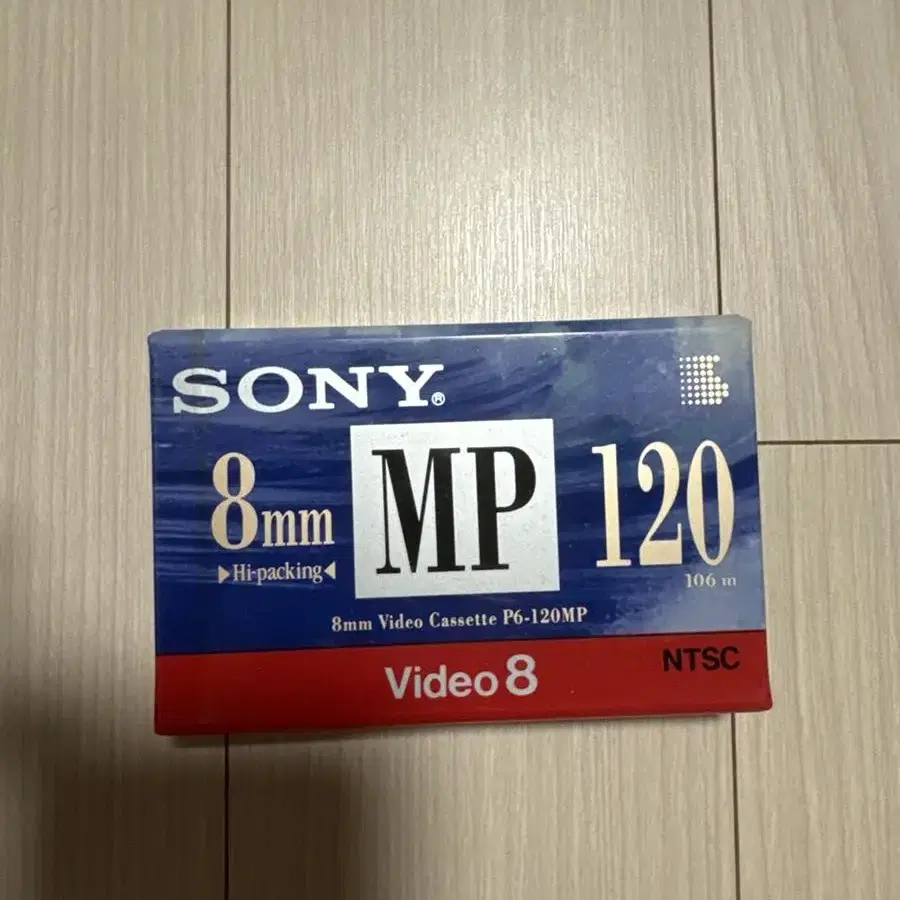 SONY®
8mm
▶Hi-packing◀
MP
120
106 m
8mm Video Cassette P6-120MP
Video 8
NTSC